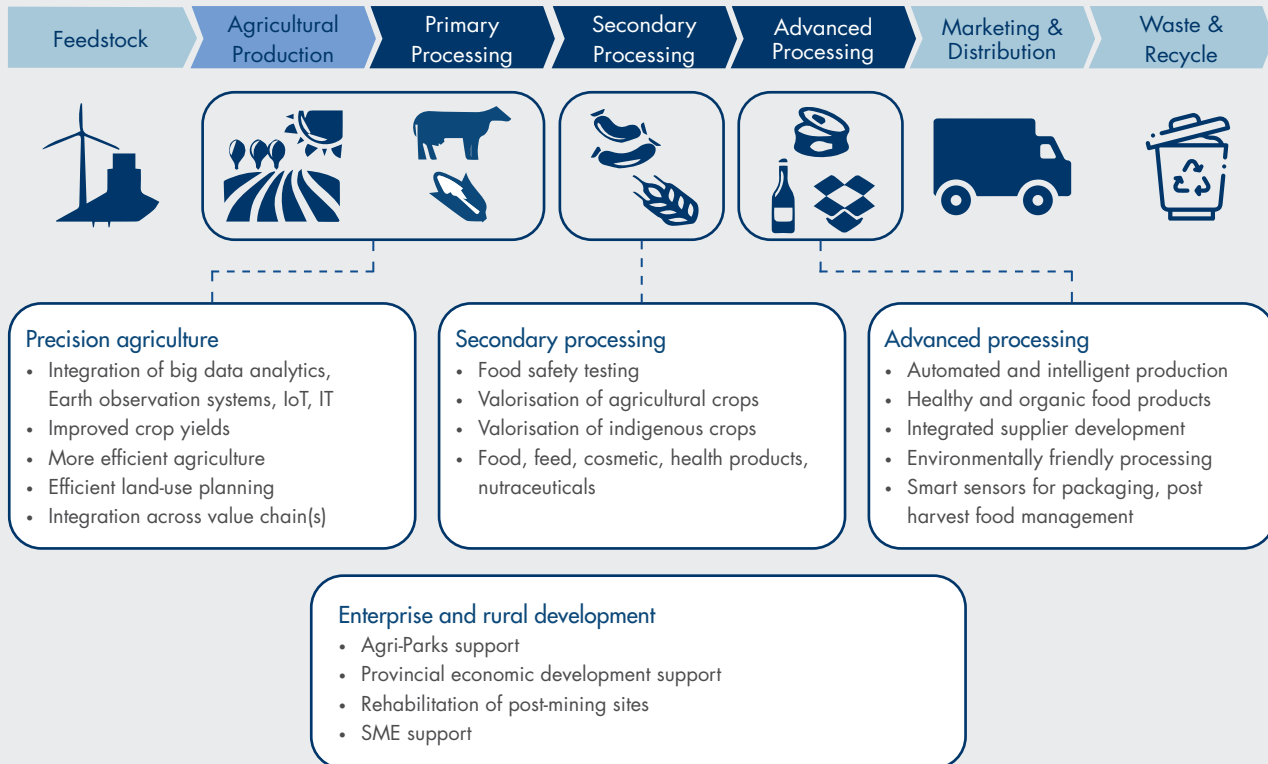 Feedstock
Agricultural
Production
Primary
Processing
Secondary
Processing
Advanced
Processing
Marketing &
Distribution
Waste &
Recycle
Precision agriculture
• Integration of big data analytics,
Earth observation systems, IoT, IT
• Improved crop yields
• More efficient agriculture
• Efficient land-use planning
• Integration across value chain(s)
Secondary processing
• Food safety testing
• Valorisation of agricultural crops
• Valorisation of indigenous crops
• Food, feed, cosmetic, health products,
nutraceuticals
Advanced processing
• Automated and intelligent production
• Healthy and organic food products
• Integrated supplier development
• Environmentally friendly processing
• Smart sensors for packaging, post
harvest food management
Enterprise and rural development
• Agri-Parks support
• Provincial economic development support
• Rehabilitation of post-mining sites
• SME support